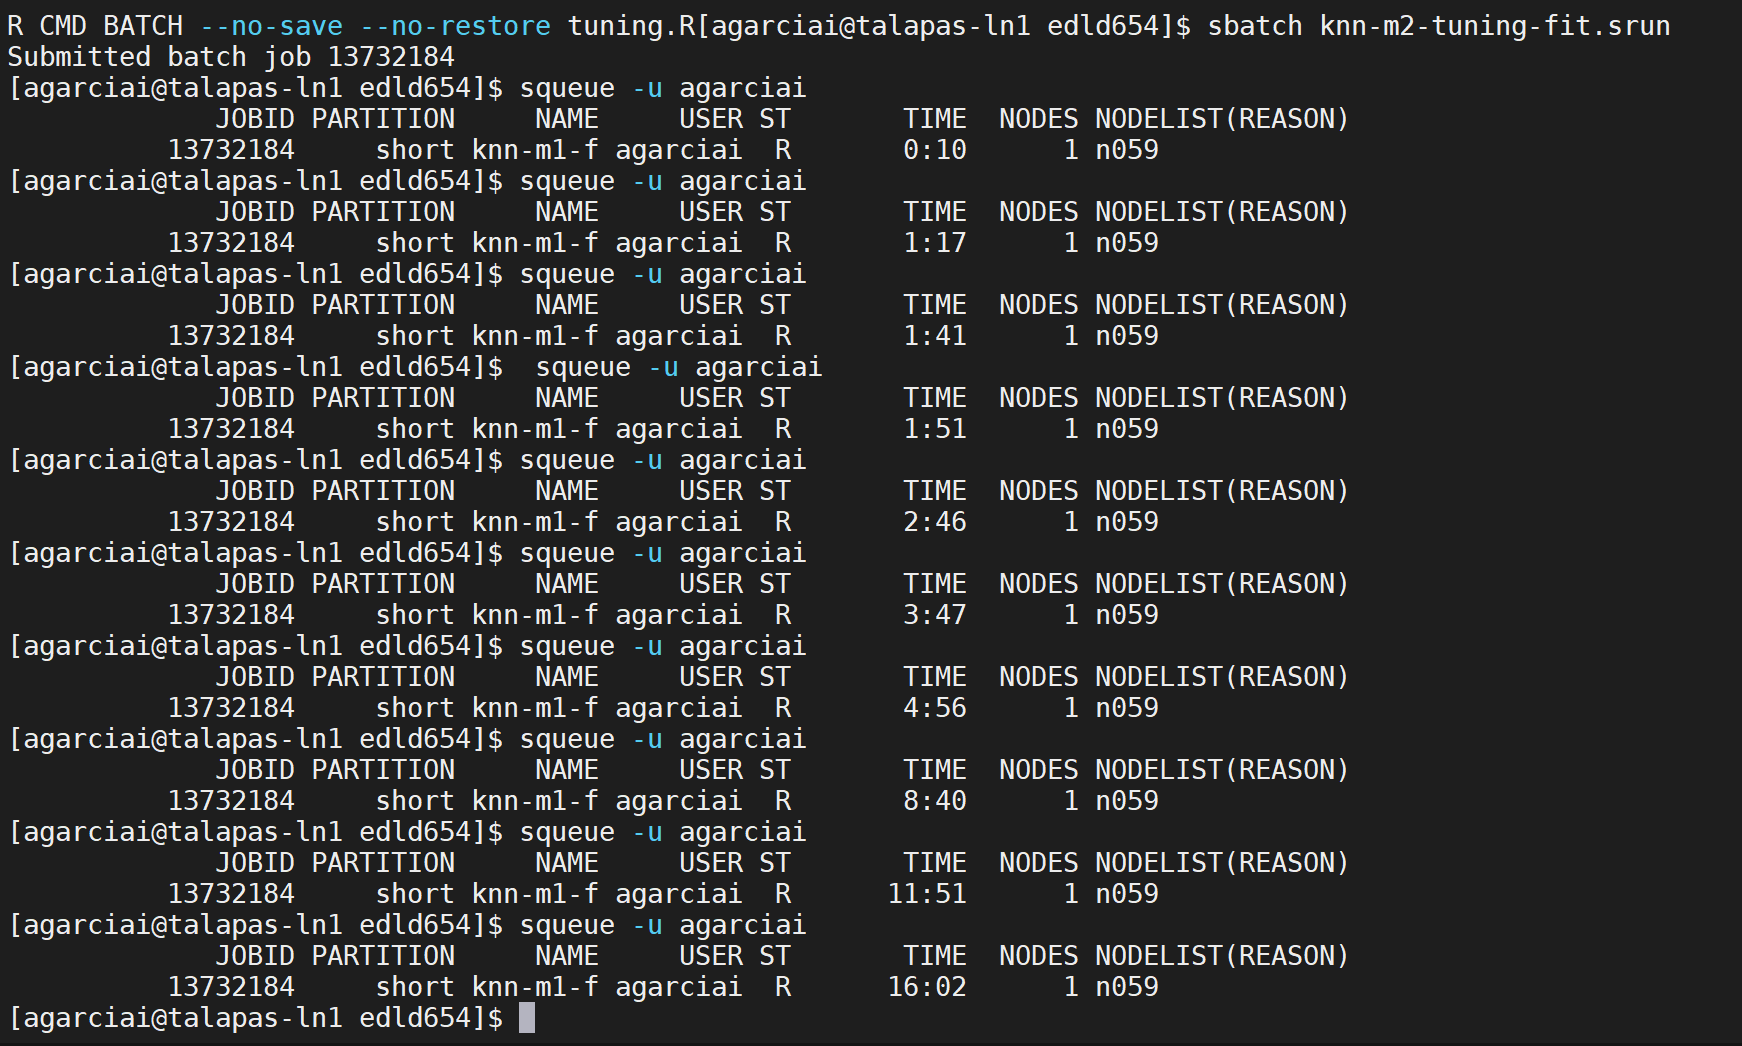 R CMD BATCH --no-save --no-restore tuning.R[agarciai@talapas-ln1 edld654]$ sbatch knn-m2-tuning-fit.srun
Submitted batch job 13732184
[agarciai@talapas-ln1 edld654]$ squeue -u agarciai
             JOBID PARTITION     NAME     USER ST       TIME  NODES NODELIST(REASON)
          13732184     short knn-m1-f agarciai  R       0:10      1 n059
[agarciai@talapas-ln1 edld654]$ squeue -u agarciai
             JOBID PARTITION     NAME     USER ST       TIME  NODES NODELIST(REASON)
          13732184     short knn-m1-f agarciai  R       1:17      1 n059
[agarciai@talapas-ln1 edld654]$ squeue -u agarciai
             JOBID PARTITION     NAME     USER ST       TIME  NODES NODELIST(REASON)
          13732184     short knn-m1-f agarciai  R       1:41      1 n059
[agarciai@talapas-ln1 edld654]$  squeue -u agarciai
             JOBID PARTITION     NAME     USER ST       TIME  NODES NODELIST(REASON)
          13732184     short knn-m1-f agarciai  R       1:51      1 n059
[agarciai@talapas-ln1 edld654]$ squeue -u agarciai
             JOBID PARTITION     NAME     USER ST       TIME  NODES NODELIST(REASON)
          13732184     short knn-m1-f agarciai  R       2:46      1 n059
[agarciai@talapas-ln1 edld654]$ squeue -u agarciai
             JOBID PARTITION     NAME     USER ST       TIME  NODES NODELIST(REASON)
          13732184     short knn-m1-f agarciai  R       3:47      1 n059
[agarciai@talapas-ln1 edld654]$ squeue -u agarciai
             JOBID PARTITION     NAME     USER ST       TIME  NODES NODELIST(REASON)
          13732184     short knn-m1-f agarciai  R       4:56      1 n059
[agarciai@talapas-ln1 edld654]$ squeue -u agarciai
             JOBID PARTITION     NAME     USER ST       TIME  NODES NODELIST(REASON)
          13732184     short knn-m1-f agarciai  R       8:40      1 n059
[agarciai@talapas-ln1 edld654]$ squeue -u agarciai
             JOBID PARTITION     NAME     USER ST       TIME  NODES NODELIST(REASON)
          13732184     short knn-m1-f agarciai  R      11:51      1 n059
[agarciai@talapas-ln1 edld654]$ squeue -u agarciai
             JOBID PARTITION     NAME     USER ST       TIME  NODES NODELIST(REASON)
          13732184     short knn-m1-f agarciai  R      16:02      1 n059
[agarciai@talapas-ln1 edld654]$